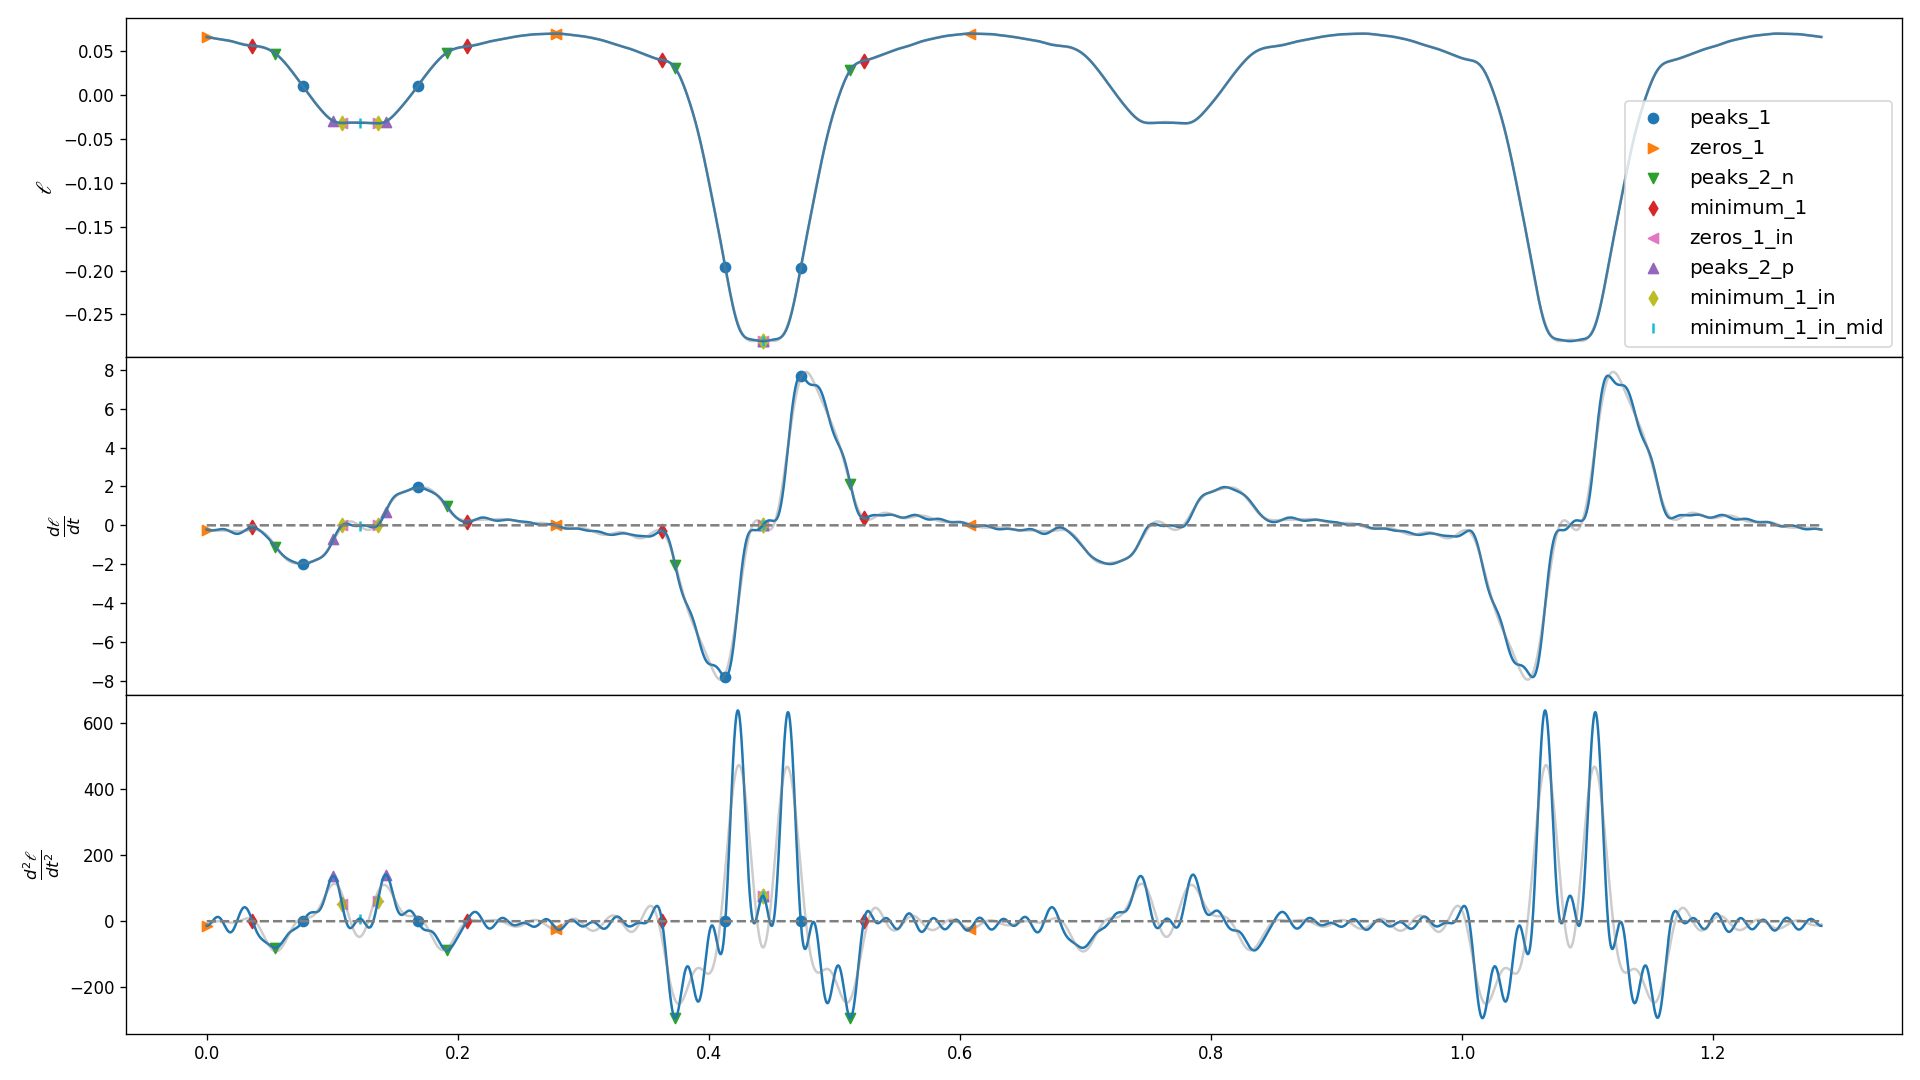 0.05
0.00
−0.05
−0.10
−0.15
−0.20
−0.25
ℓ
peaks_1
zeros_1
peaks_2_n
minimum_1
zeros_1_in
peaks_2_p
minimum_1_in
minimum_1_in_mid
8
6
4
2
0
−2
−4
−6
−8
dℓ
dt
600
400
200
0
−200
d²ℓ
dt²
0.0 0.2 0.4 0.6 0.8 1.0 1.2